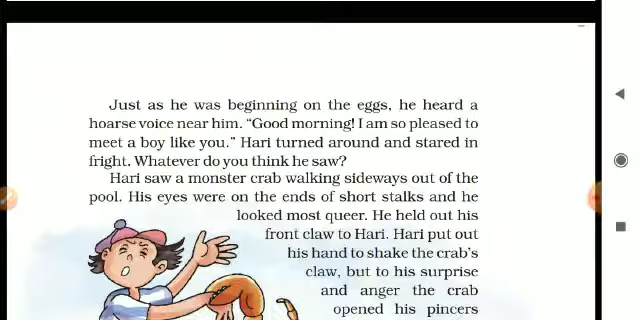 Just as he was beginning on the eggs, he heard a
hoarse voice near him. “Good morning! I am so pleased to
meet a boy like you.” Hari turned around and stared in
fright. Whatever do you think he saw?
Hari saw a monster crab walking sideways out of the
pool. His eyes were on the ends of short stalks and he
looked most queer. He held out his
front claw to Hari. Hari put out
his hand to shake the crab’s
claw, but to his surprise
and anger the crab
opened his pincers